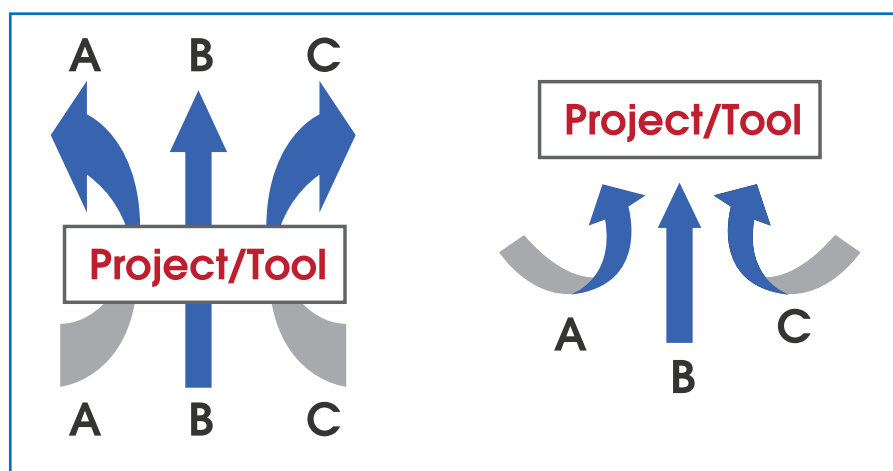 A B C
Project/Tool
A B C
Project/Tool
A
B
C